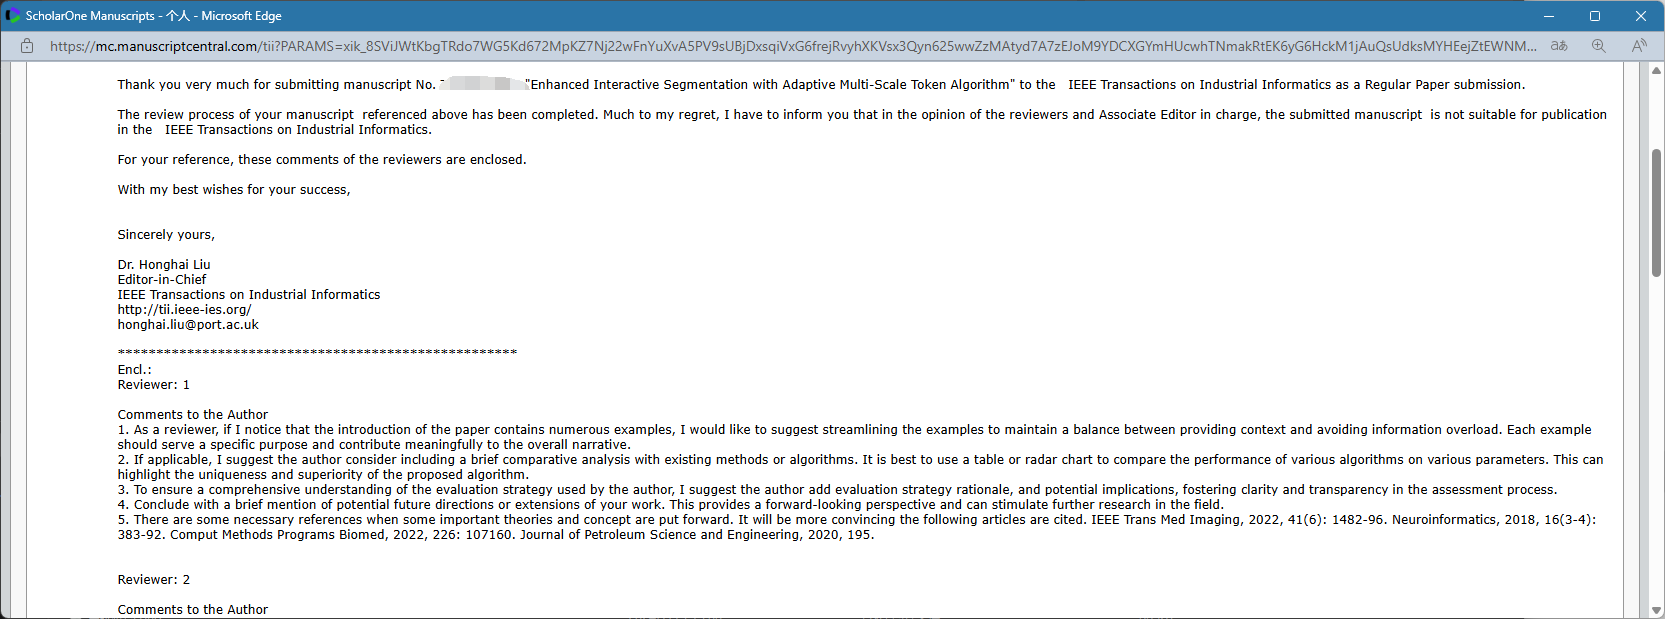 ScholarOne Manuscripts - 个人 - Microsoft Edge
https://mc.manuscriptcentral.com/tii?PARAMS=xik_8SViJWtKbgTRdo7WG5Kd672MpKZ7Nj22wFnYuXvA5PV9sUBjDxsqiVxG6frejRvyhXKVsx3Qyn625wwZzMAtyd7A7zEJoM9YDCXGYmHUcwhTNmakRtEK6yG6HckM1jAuQsUdksMYHEejZtEWNM...
Thank you very much for submitting manuscript No. "Enhanced Interactive Segmentation with Adaptive Multi-Scale Token Algorithm" to the IEEE Transactions on Industrial Informatics as a Regular Paper submission.
The review process of your manuscript referenced above has been completed. Much to my regret, I have to inform you that in the opinion of the reviewers and Associate Editor in charge, the submitted manuscript is not suitable for publication
in the IEEE Transactions on Industrial Informatics.
For your reference, these comments of the reviewers are enclosed.
With my best wishes for your success,
Sincerely yours,
Dr. Honghai Liu
Editor-in-Chief
IEEE Transactions on Industrial Informatics
http://tii.ieee-ies.org/
honghai.liu@port.ac.uk
****************************************************
Encl.:
Reviewer: 1
Comments to the Author
1. As a reviewer, if I notice that the introduction of the paper contains numerous examples, I would like to suggest streamlining the examples to maintain a balance between providing context and avoiding information overload. Each example
should serve a specific purpose and contribute meaningfully to the overall narrative.
2. If applicable, I suggest the author consider including a brief comparative analysis with existing methods or algorithms. It is best to use a table or radar chart to compare the performance of various algorithms on various parameters. This can
highlight the uniqueness and superiority of the proposed algorithm.
3. To ensure a comprehensive understanding of the evaluation strategy used by the author, I suggest the author add evaluation strategy rationale, and potential implications, fostering clarity and transparency in the assessment process.
4. Conclude with a brief mention of potential future directions or extensions of your work. This provides a forward-looking perspective and can stimulate further research in the field.
5. There are some necessary references when some important theories and concept are put forward. It will be more convincing the following articles are cited. IEEE Trans Med Imaging, 2022, 41(6): 1482-96. Neuroinformatics, 2018, 16(3-4):
383-92. Comput Methods Programs Biomed, 2022, 226: 107160. Journal of Petroleum Science and Engineering, 2020, 195.
Reviewer: 2
Comments to the Author